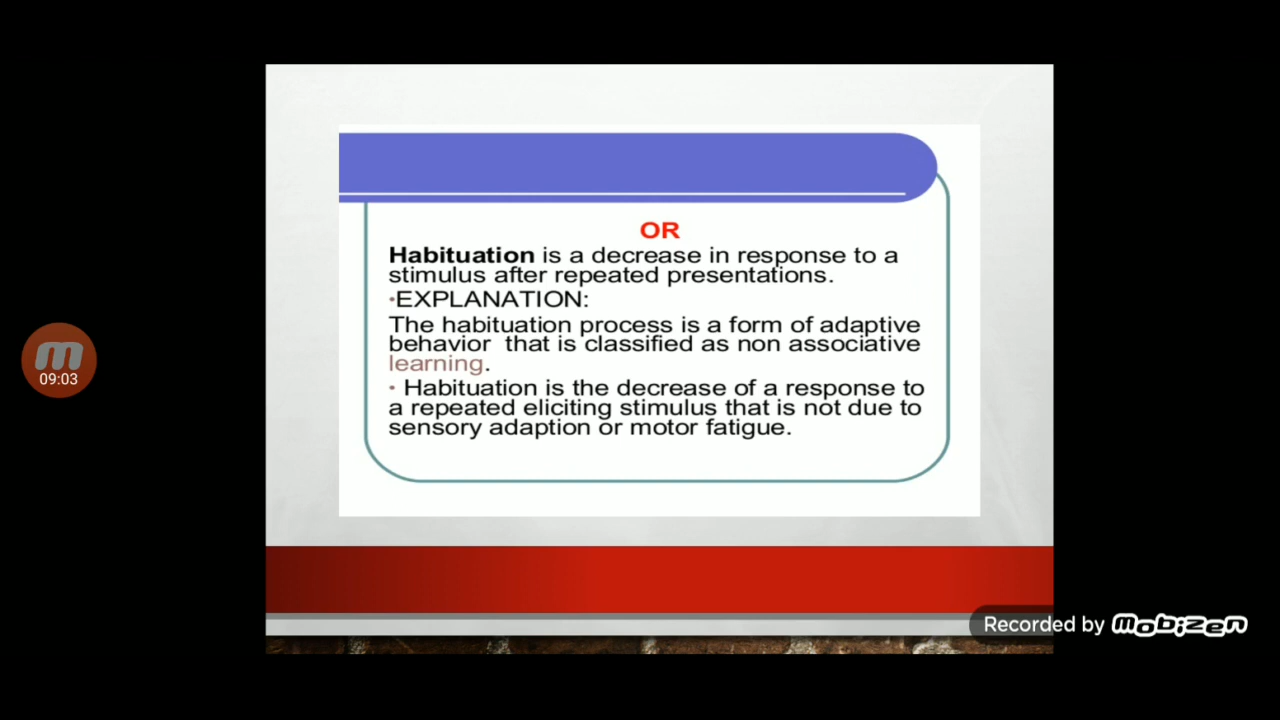 OR
Habituation is a decrease in response to a
stimulus after repeated presentations.
•EXPLANATION:
The habituation process is a form of adaptive
behavior that is classified as non associative
learning.
• Habituation is the decrease of a response to
a repeated eliciting stimulus that is not due to
sensory adaption or motor fatigue.
09:03
Recorded by mobizen